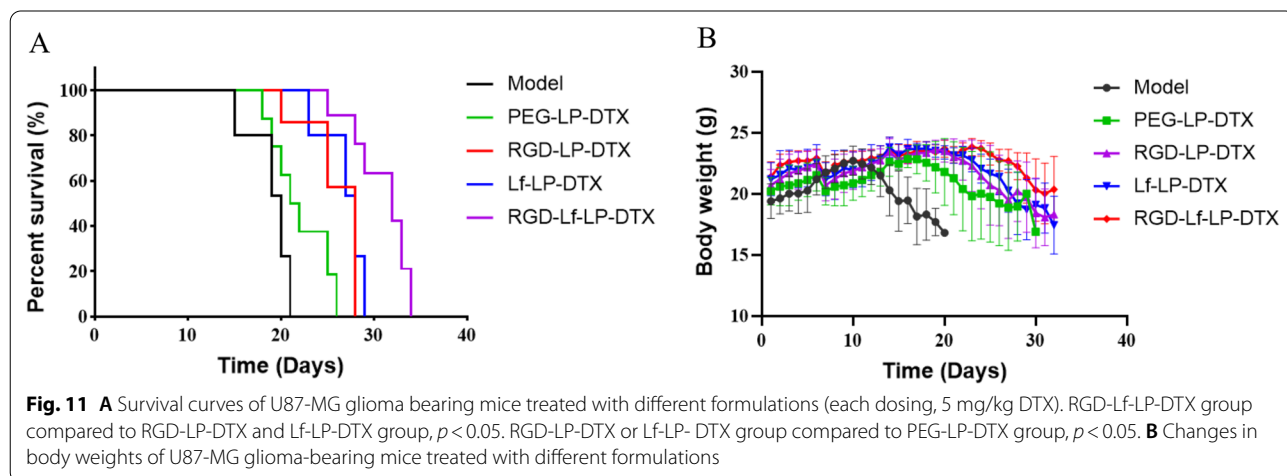 A
Percent survival (%)
100
80
60
40
20
0
0 10 20 30 40
Time (Days)
Model
PEG-LP-DTX
RGD-LP-DTX
Lf-LP-DTX
RGD-Lf-LP-DTX
B
Body weight (g)
30
25
20
15
10
0 10 20 30 40
Time (Days)
Model
PEG-LP-DTX
RGD-LP-DTX
Lf-LP-DTX
RGD-Lf-LP-DTX
Fig. 11 A Survival curves of U87-MG glioma bearing mice treated with different formulations (each dosing, 5 mg/kg DTX). RGD-Lf-LP-DTX group
compared to RGD-LP-DTX and Lf-LP-DTX group, p < 0.05. RGD-LP-DTX or Lf-LP- DTX group compared to PEG-LP-DTX group, p < 0.05. B Changes in
body weights of U87-MG glioma-bearing mice treated with different formulations